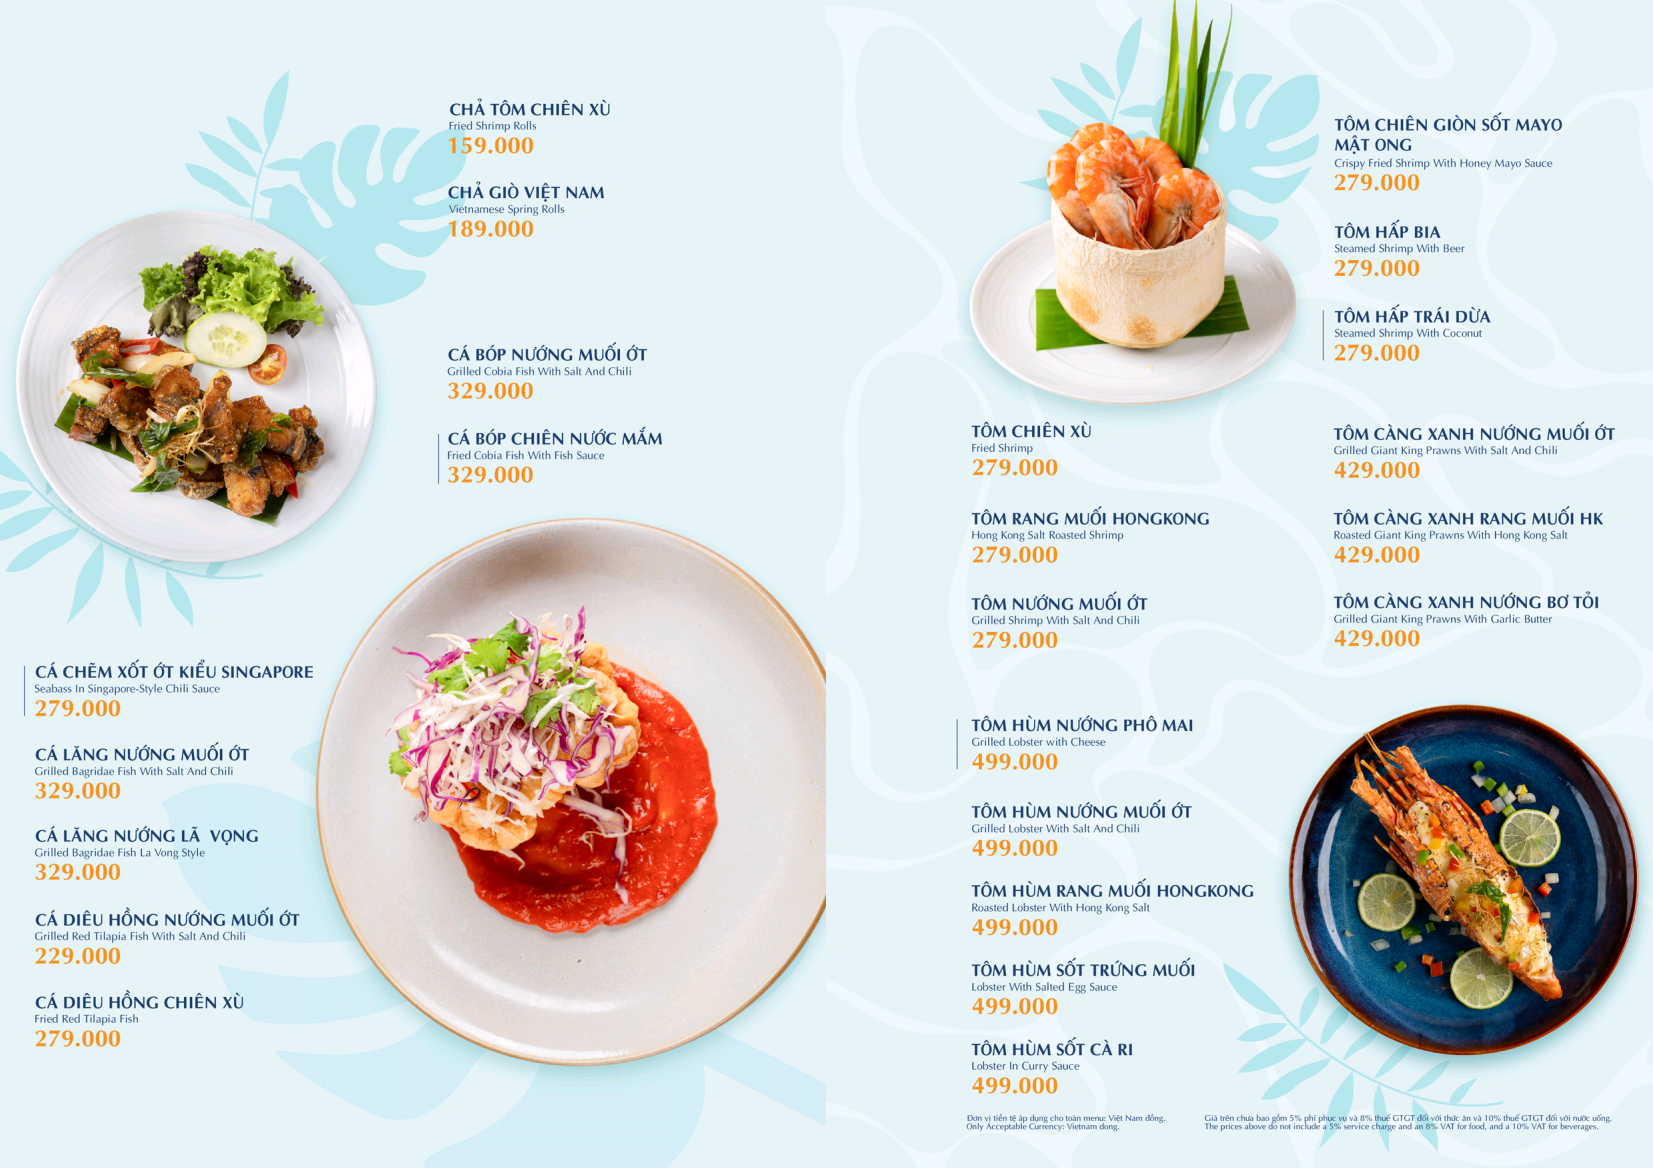 CHẢ TÔM CHIÊN XÙ
Fried Shrimp Rolls
159.000
CHẢ GIÒ VIỆT NAM
Vietnamese Spring Rolls
189.000
CÁ BÓP NƯỚNG MUỐI ỚT
Grilled Cobia Fish With Salt And Chili
329.000
CÁ BÓP CHIÊN NƯỚC MẮM
Fried Cobia Fish With Fish Sauce
329.000
CÁ CHẼM XỐT ỚT KIỂU SINGAPORE
Seabass In Singapore-Style Chili Sauce
279.000
CÁ LĂNG NƯỚNG MUỐI ỚT
Grilled Bagridae Fish With Salt And Chili
329.000
CÁ LĂNG NƯỚNG LÃ VỌNG
Grilled Bagridae Fish La Vong Style
329.000
CÁ DIÊU HỒNG NƯỚNG MUỐI ỚT
Grilled Red Tilapia Fish With Salt And Chili
229.000
CÁ DIÊU HỒNG CHIÊN XÙ
Fried Red Tilapia Fish
279.000
TÔM CHIÊN GIÒN SỐT MAYO
MẬT ONG
Crispy Fried Shrimp With Honey Mayo Sauce
279.000
TÔM HẤP BIA
Steamed Shrimp With Beer
279.000
TÔM HẤP TRÁI DỪA
Steamed Shrimp With Coconut
279.000
TÔM CHIÊN XÙ
Fried Shrimp
279.000
TÔM RANG MUỐI HONGKONG
Hong Kong Salt Roasted Shrimp
279.000
TÔM NƯỚNG MUỐI ỚT
Grilled Shrimp With Salt And Chili
279.000
TÔM CÀNG XANH NƯỚNG MUỐI ỚT
Grilled Giant King Prawns With Salt And Chili
429.000
TÔM CÀNG XANH RANG MUỐI HK
Roasted Giant King Prawns With Hong Kong Salt
429.000
TÔM CÀNG XANH NƯỚNG BƠ TỎI
Grilled Giant King Prawns With Garlic Butter
429.000
TÔM HÙM NƯỚNG PHÔ MAI
Grilled Lobster with Cheese
499.000
TÔM HÙM NƯỚNG MUỐI ỚT
Grilled Lobster With Salt And Chili
499.000
TÔM HÙM RANG MUỐI HONGKONG
Roasted Lobster With Hong Kong Salt
499.000
TÔM HÙM SỐT TRỨNG MUỐI
Lobster With Salted Egg Sauce
499.000
TÔM HÙM SỐT CÀ RI
Lobster In Curry Sauce
499.000
Đơn vị tiền tệ áp dụng cho toàn menu: Việt Nam đồng.
Only Acceptable Currency: Vietnam dong.
Giá trên chưa bao gồm 5% phí phục vụ và 8% thuế GTGT đối với thức ăn và 10% thuế GTGT đối với nước uống.
The prices above do not include a 5% service charge and an 8% VAT for food, and a 10% VAT for beverages.